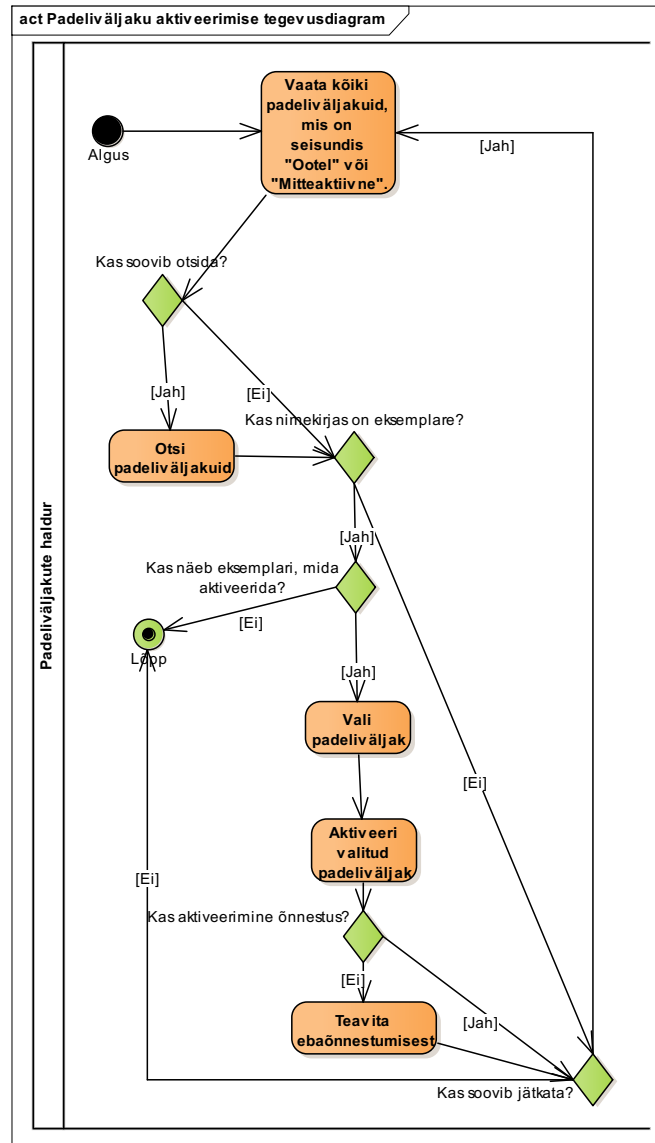 act Padeliväljaku aktiveerimise tegevusdiagram
Padeliväljakute haldur
Algus
Vaata kõiki
padeliväljakuid,
mis on
seisundis
"Ootel" või
"Mitteaktiivne".
[Jah]
Kas soovib otsida?
[Jah]
[Ei]
Otsi
padeliväljakuid
Kas nimekirjas on eksemplare?
[Jah]
Kas näeb eksemplari, mida
aktiveerida?
[Ei]
Lõpp
[Jah]
Vali
padeliväljak
[Ei]
Aktiveeri
valitud
padeliväljak
[Ei]
Kas aktiveerimine õnnestus?
[Ei]
[Jah]
Teavita
ebaõnnestumisest
Kas soovib jätkata?